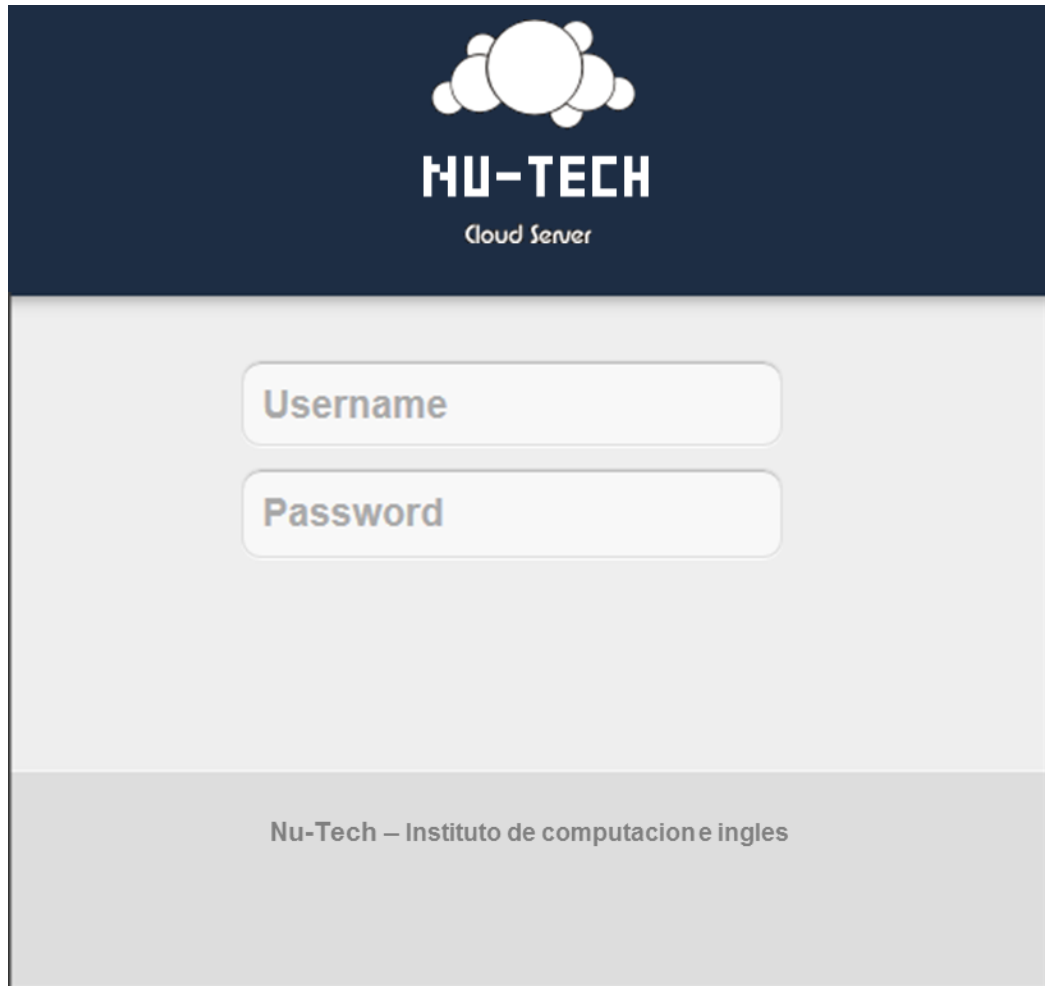 NU-TECH
Cloud Server
Username
Password
Nu-Tech – Instituto de computacion e ingles